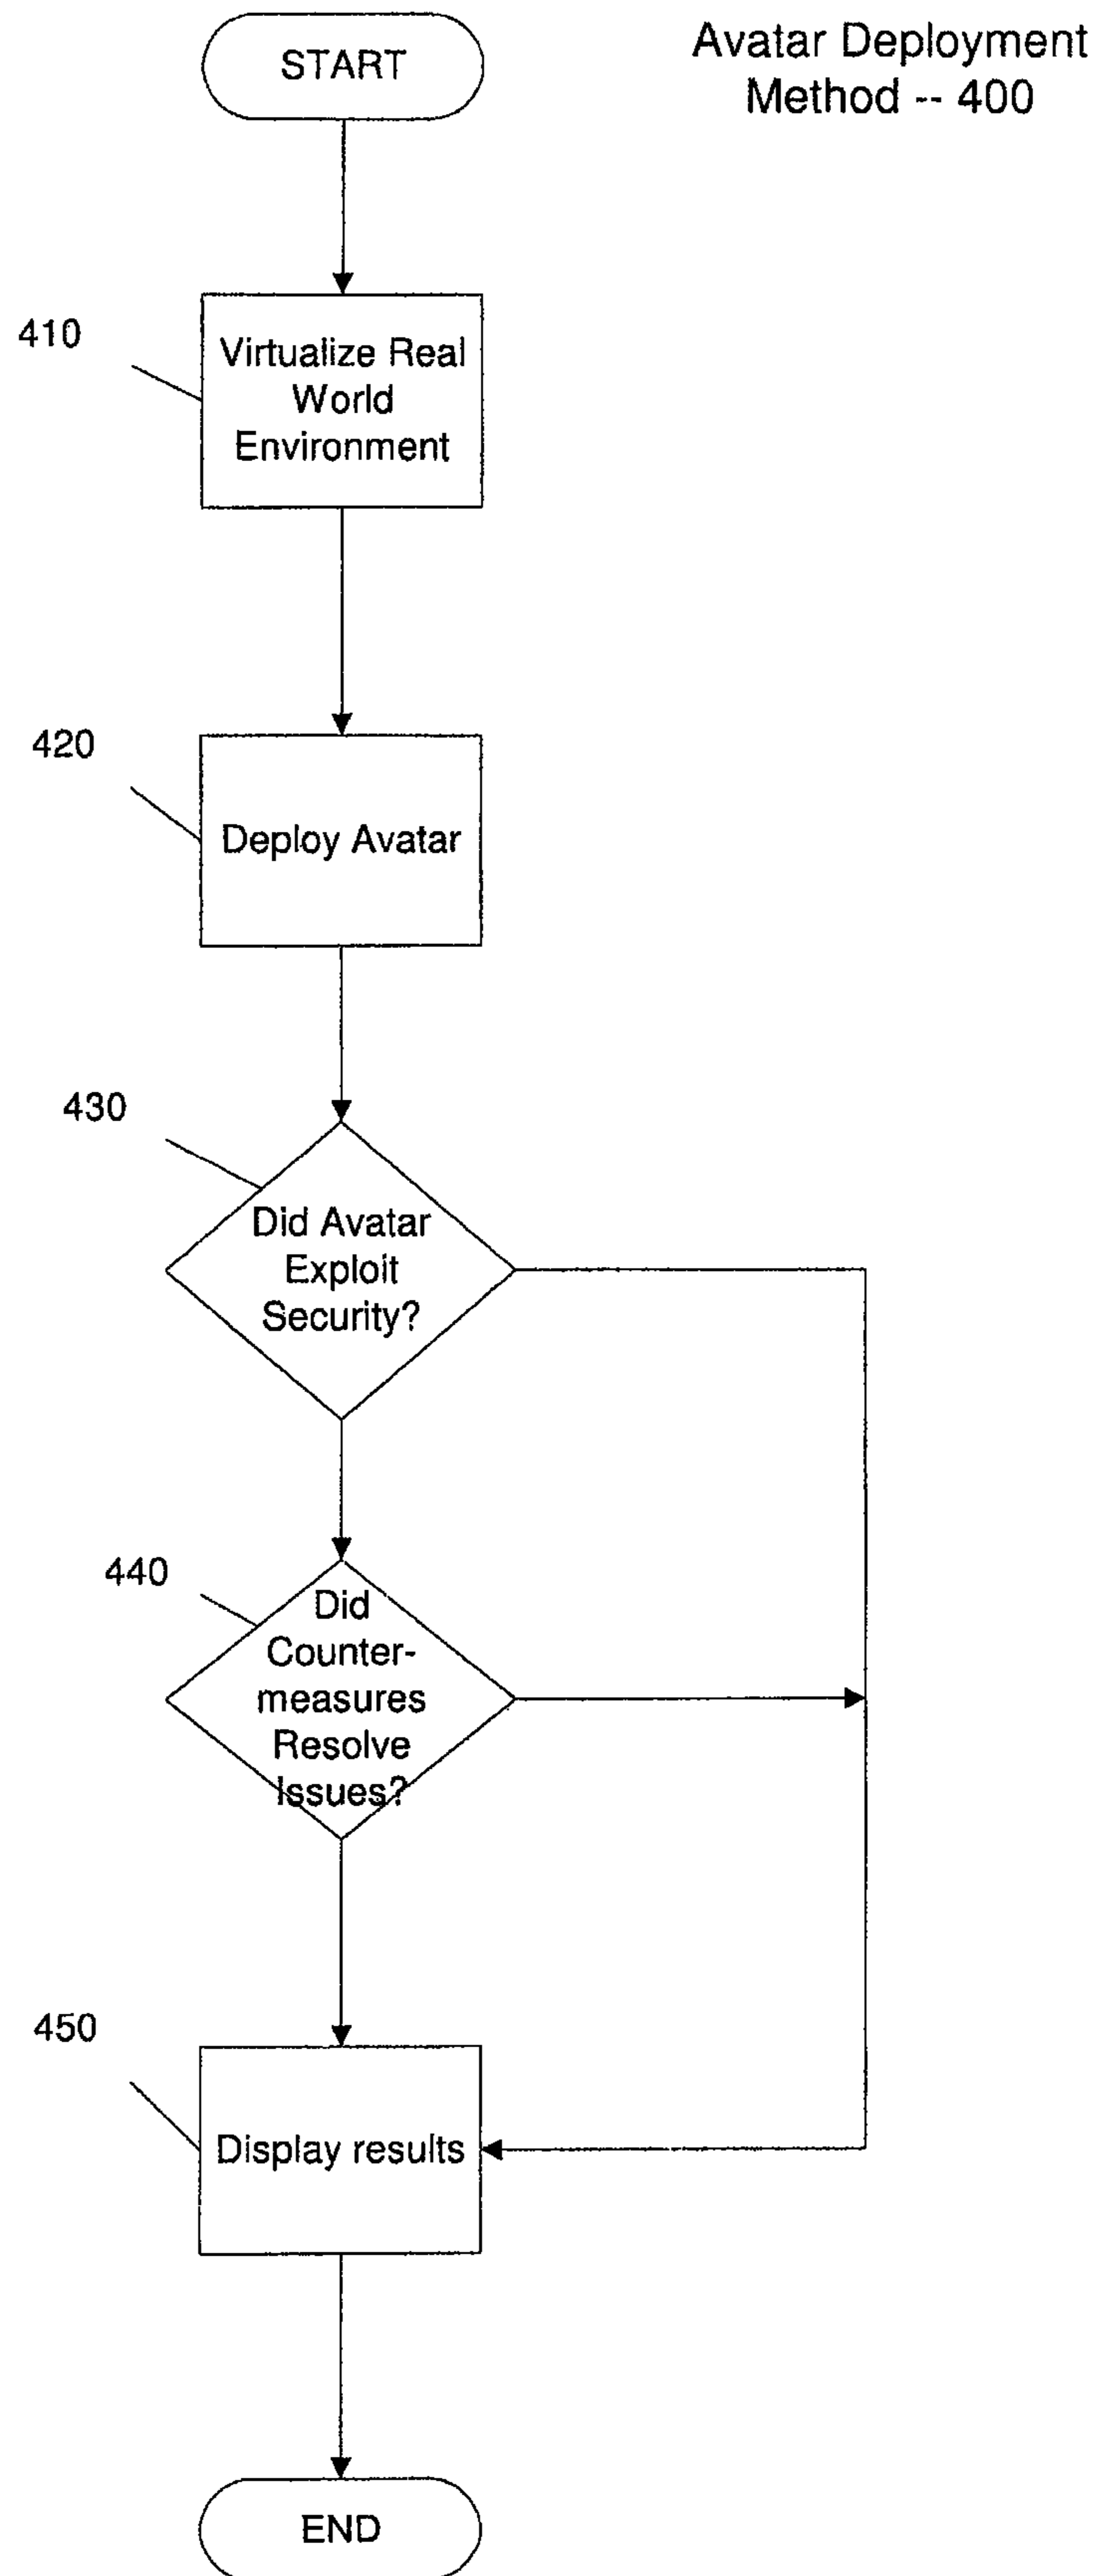 START
Avatar Deployment
Method -- 400
410
Virtualize Real
World
Environment
420
Deploy Avatar
430
Did Avatar
Exploit
Security?
440
Did
Counter-
measures
Resolve
Issues?
450
Display results
END